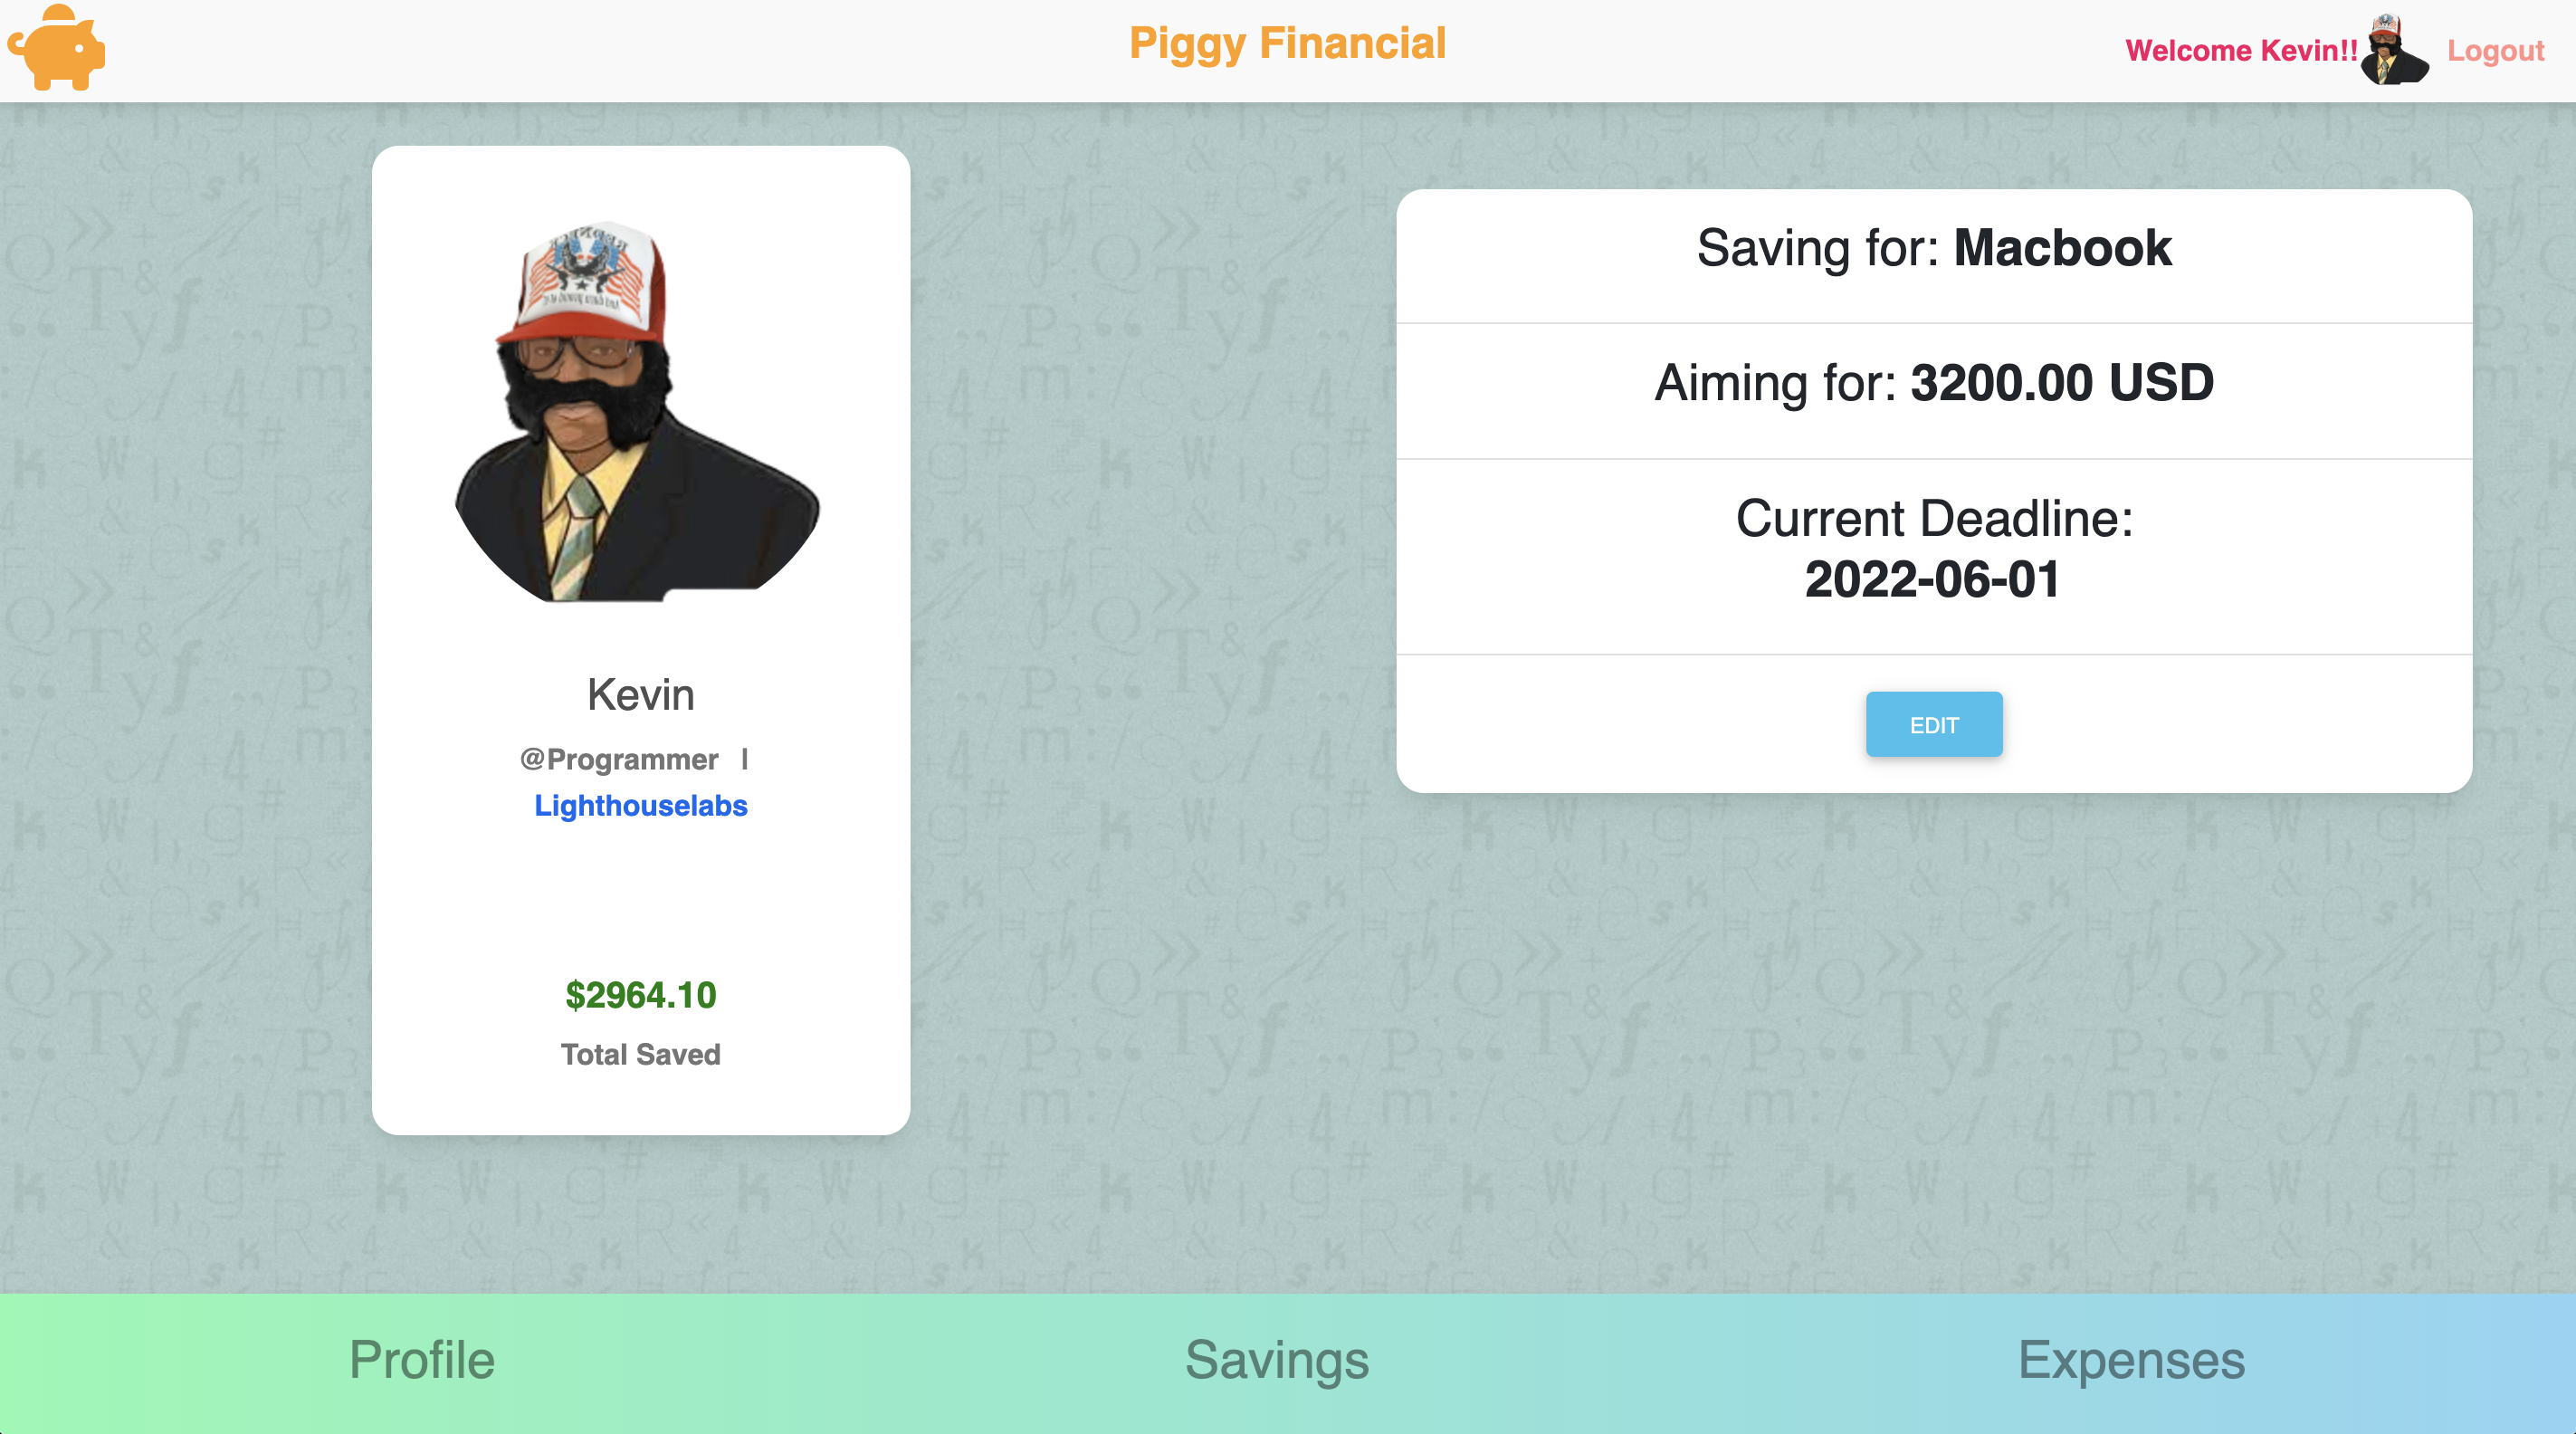 Piggy Financial
Welcome Kevin!!
Logout
Kevin
@Programmer |
Lighthouselabs
$2964.10
Total Saved
Saving for: Macbook
Aiming for: 3200.00 USD
Current Deadline:
2022-06-01
EDIT
Profile
Savings
Expenses